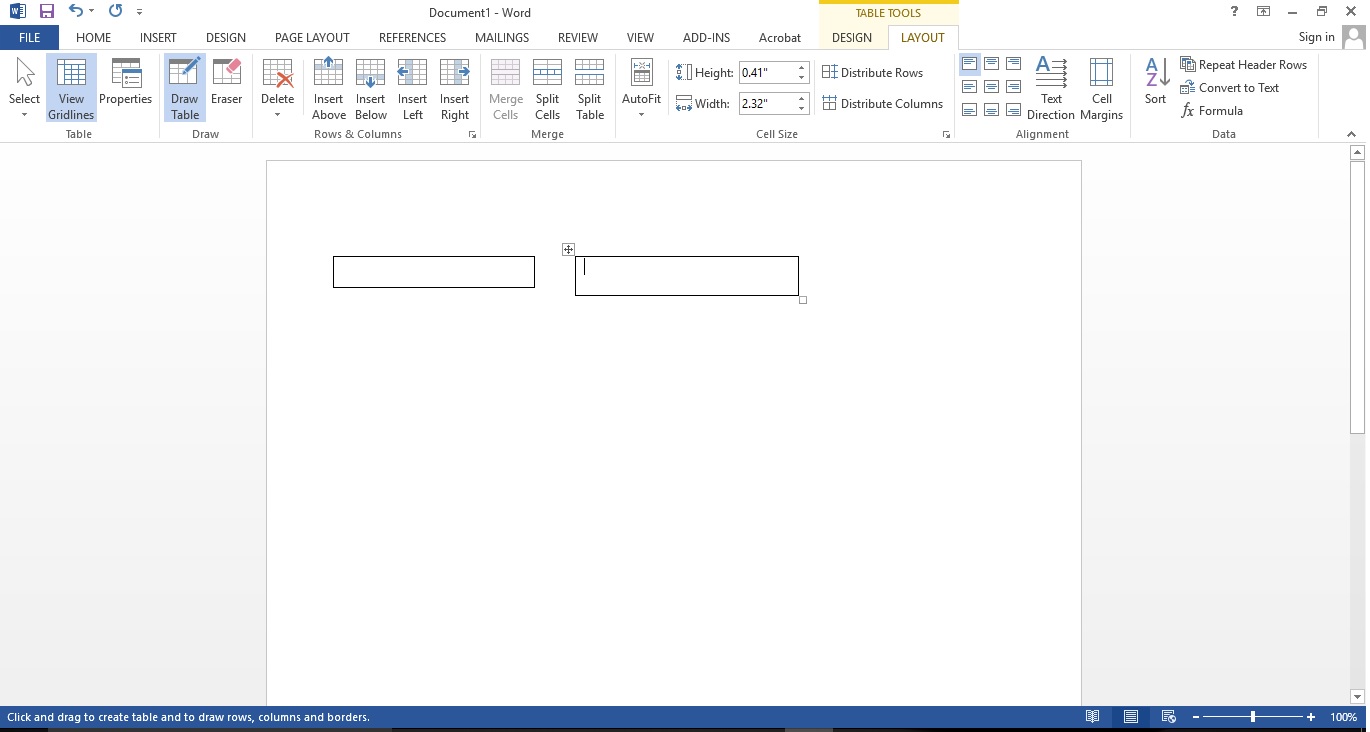 Document1 - Word
TABLE TOOLS
?
FILE HOME INSERT DESIGN PAGE LAYOUT REFERENCES MAILINGS REVIEW VIEW ADD-INS Acrobat DESIGN LAYOUT Sign in
Select
View Gridlines
Properties
Table
Draw Table
Eraser
Draw
Delete
Insert Above
Insert Below
Insert Left
Insert Right
Rows & Columns
Merge Cells
Split Cells
Split Table
Merge
AutoFit
Height: 0.41"
Width: 2.32"
Distribute Rows
Distribute Columns
Cell Size
Text Direction
Cell Margins
Alignment
A
Z
Sort
Repeat Header Rows
Convert to Text
fx Formula
Data
Click and drag to create table and to draw rows, columns and borders.
100%